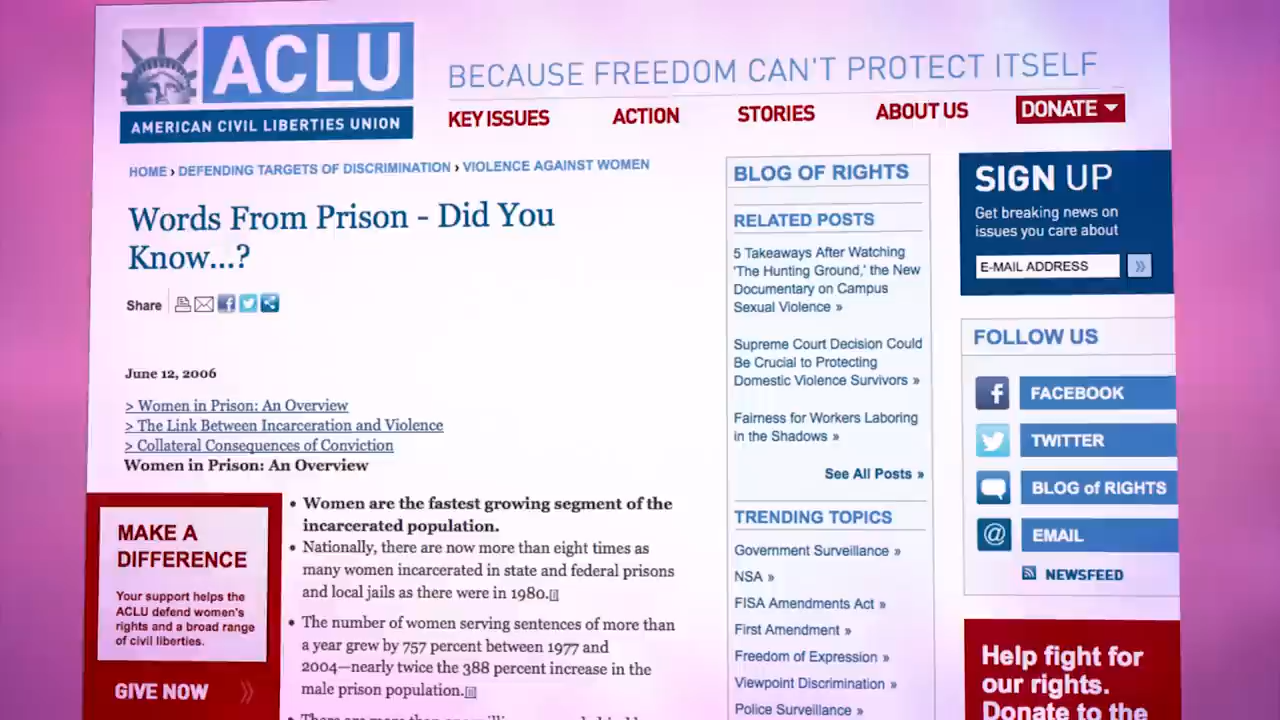 ACLU
AMERICAN CIVIL LIBERTIES UNION
BECAUSE FREEDOM CAN'T PROTECT ITSELF
KEY ISSUES
ACTION
STORIES
ABOUT US
DONATE
HOME › DEFENDING TARGETS OF DISCRIMINATION › VIOLENCE AGAINST WOMEN
Words From Prison - Did You
Know...?
Share
June 12, 2006
> Women in Prison: An Overview
> The Link Between Incarceration and Violence
> Collateral Consequences of Conviction
Women in Prison: An Overview
MAKE A
DIFFERENCE
Your support helps the
ACLU defend women's
rights and a broad range
of civil liberties.
GIVE NOW »
• Women are the fastest growing segment of the
incarcerated population.
• Nationally, there are now more than eight times as
many women incarcerated in state and federal prisons
and local jails as there were in 1980.
• The number of women serving sentences of more than
a year grew by 757 percent between 1977 and
2004—nearly twice the 388 percent increase in the
male prison population.
BLOG OF RIGHTS
RELATED POSTS
5 Takeaways After Watching
'The Hunting Ground,' the New
Documentary on Campus
Sexual Violence »
Supreme Court Decision Could
Be Crucial to Protecting
Domestic Violence Survivors »
Fairness for Workers Laboring
in the Shadows »
See All Posts »
TRENDING TOPICS
Government Surveillance »
NSA »
FISA Amendments Act »
First Amendment »
Freedom of Expression »
Viewpoint Discrimination »
Police Surveillance »
SIGN UP
Get breaking news on
issues you care about
E-MAIL ADDRESS »
FOLLOW US
FACEBOOK
TWITTER
BLOG of RIGHTS
@ EMAIL
NEWSFEED
Help fight for
our rights.
Donate to the